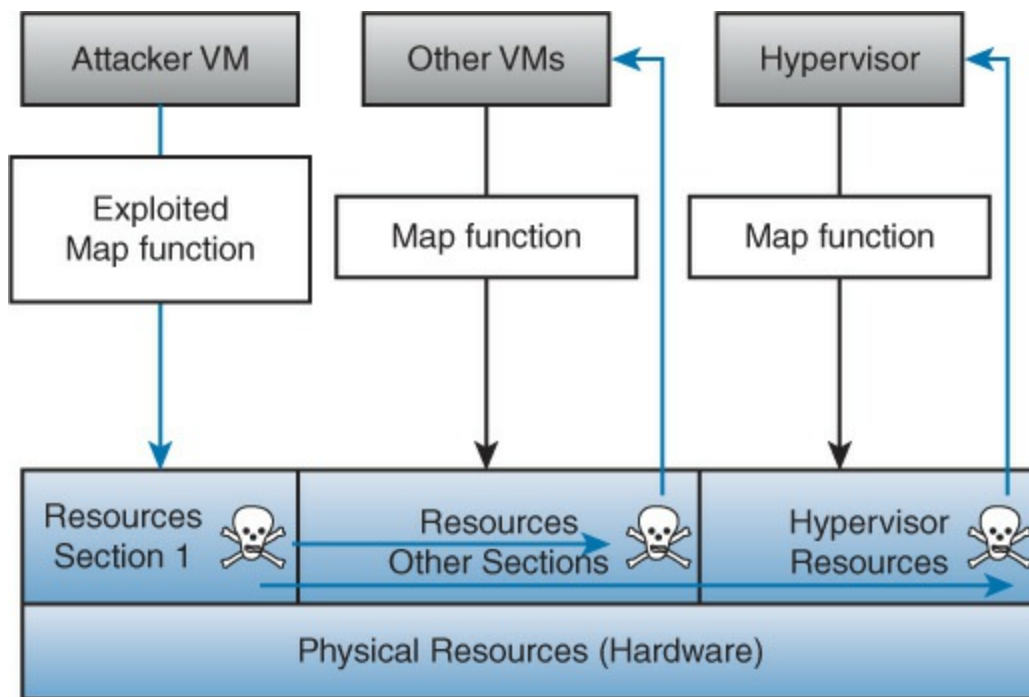 Attacker VM
Other VMs
Hypervisor
Exploited
Map function
Map function
Map function
Resources
Section 1
Resources
Other Sections
Hypervisor
Resources
Physical Resources (Hardware)